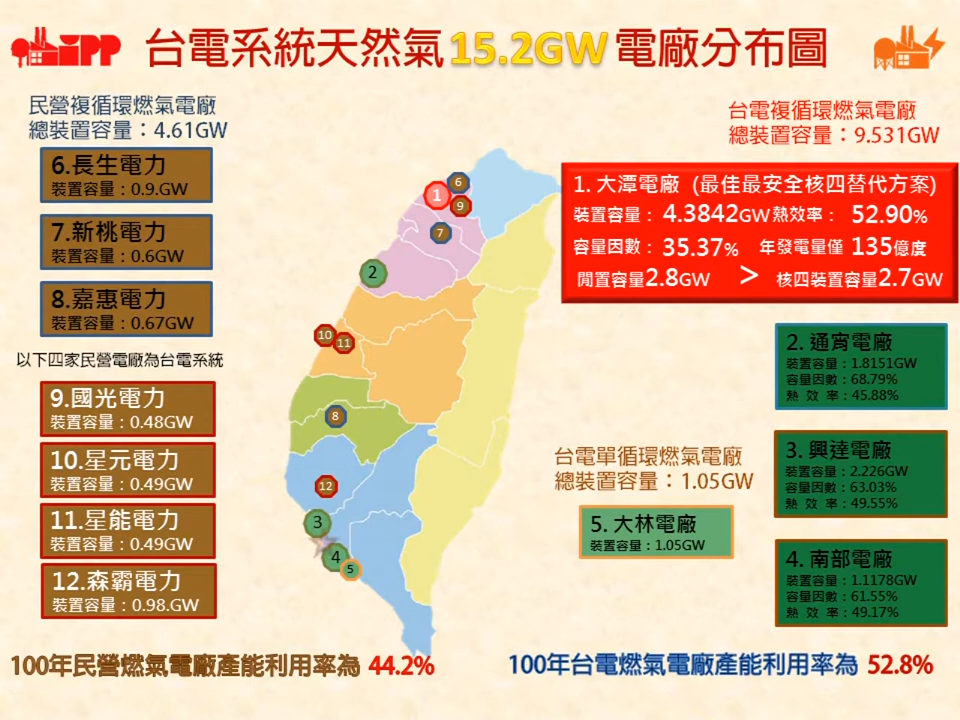 IPP
台電系統天然氣15.2GW電廠分布圖
民營複循環燃氣電廠
總裝置容量：4.61GW
6.長生電力
裝置容量：0.9.GW
7.新桃電力
裝置容量：0.6GW
8.嘉惠電力
裝置容量：0.67GW
以下四家民營電廠為台電系統
9.國光電力
裝置容量：0.48GW
10.星元電力
裝置容量：0.49GW
11.星能電力
裝置容量：0.49GW
12.森霸電力
裝置容量：0.98.GW
6
1
9
7
2
10
11
8
12
3
4
5
台電複循環燃氣電廠
總裝置容量：9.531GW
1. 大潭電廠 (最佳最安全核四替代方案)
裝置容量： 4.3842GW 熱效率： 52.90%
容量因數： 35.37% 年發電量僅 135億度
閒置容量2.8GW > 核四裝置容量2.7GW
2. 通宵電廠
裝置容量：1.8151GW
容量因數：68.79%
熱 效 率：45.88%
3. 興達電廠
裝置容量：2.226GW
容量因數：63.03%
熱 效 率：49.55%
4. 南部電廠
裝置容量：1.1178GW
容量因數：61.55%
熱 效 率：49.17%
台電單循環燃氣電廠
總裝置容量：1.05GW
5. 大林電廠
裝置容量：1.05GW
100年民營燃氣電廠產能利用率為 44.2%
100年台電燃氣電廠產能利用率為 52.8%